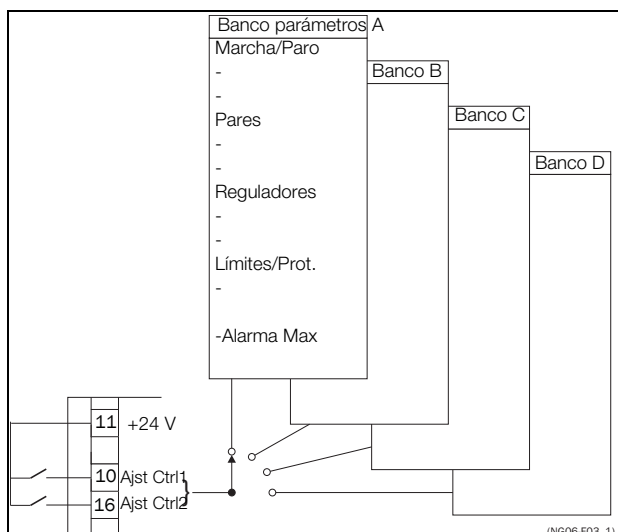 Banco parámetros A
Marcha/Paro
-
-
Pares
-
-
Reguladores
-
-
Límites/Prot.
-
-Alarma Max
Banco B
Banco C
Banco D
11 +24 V
10 Ajst Ctrl1
16 Ajst Ctrl2
(NG06-F03_1)